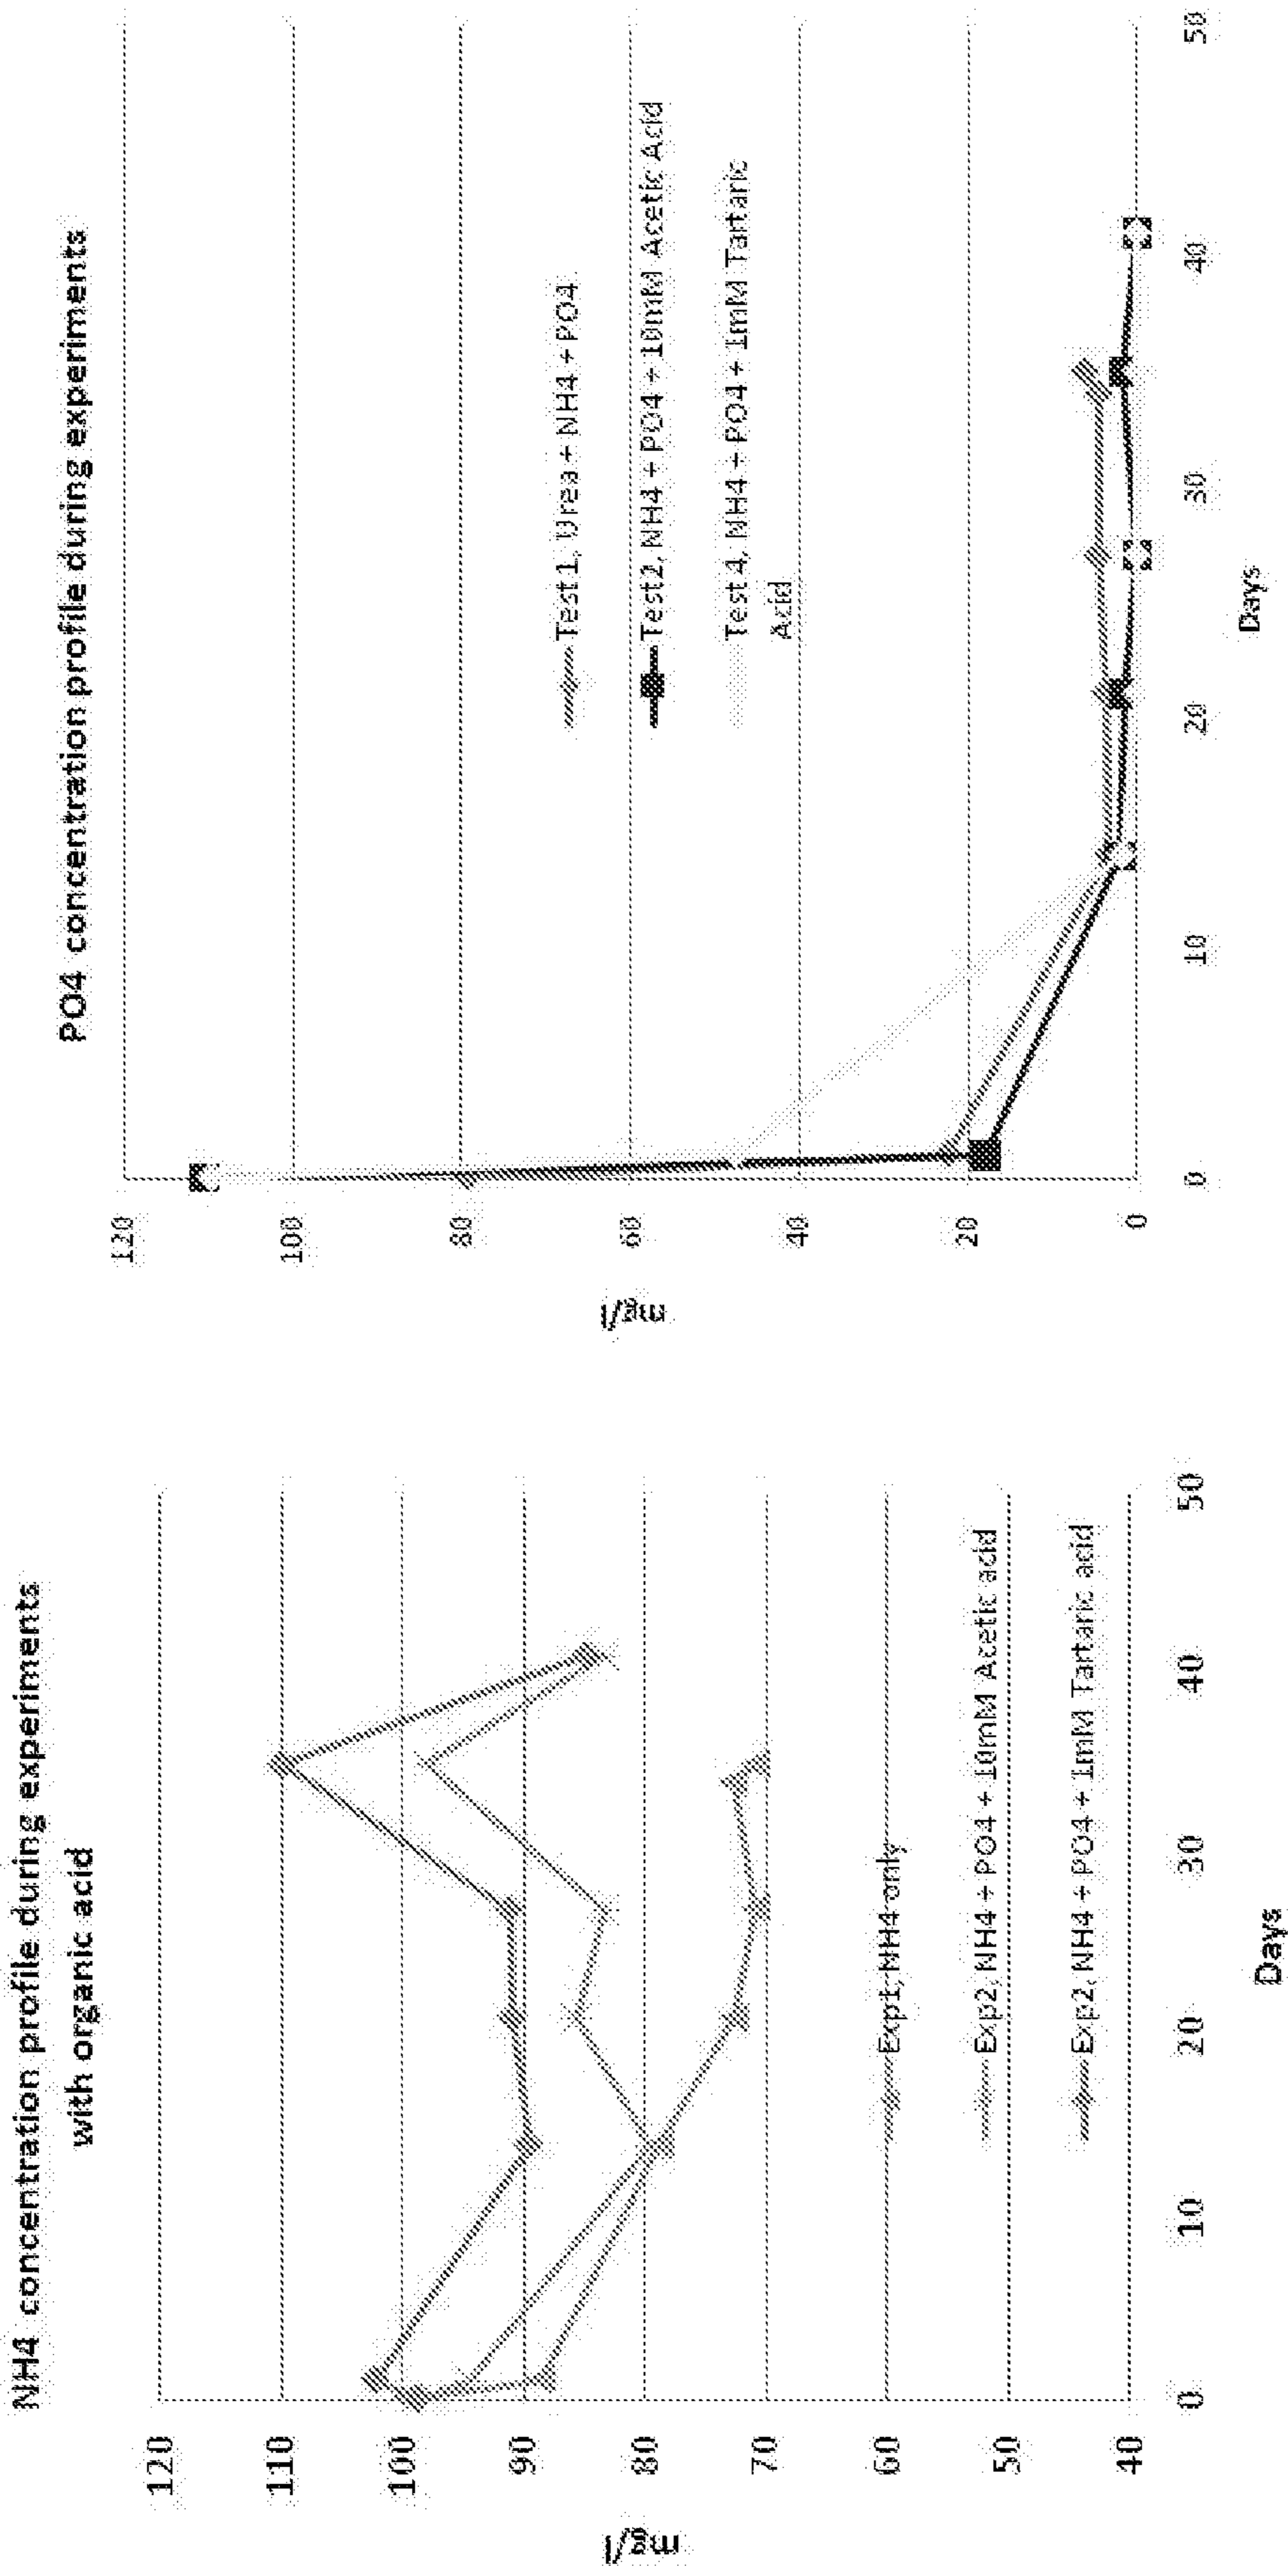 NH4 concentration profile during experiments
with organic acid
120
110
100
90
80
70
60
50
40
mg/l
0
10
20
30
40
50
Days
Exp1, NH4 only
Exp2, NH4 + PO4 + 10mM Acetic acid
Exp2, NH4 + PO4 + 1mM Tartaric acid
PO4 concentration profile during experiments
120
100
80
60
40
20
0
mg/l
0
10
20
30
40
50
Days
Test 1, Urea + NH4 + PO4
Test2, NH4 + PO4 + 10mM Acetic Acid
Test 4, NH4 + PO4 + 1mM Tartaric
Acid